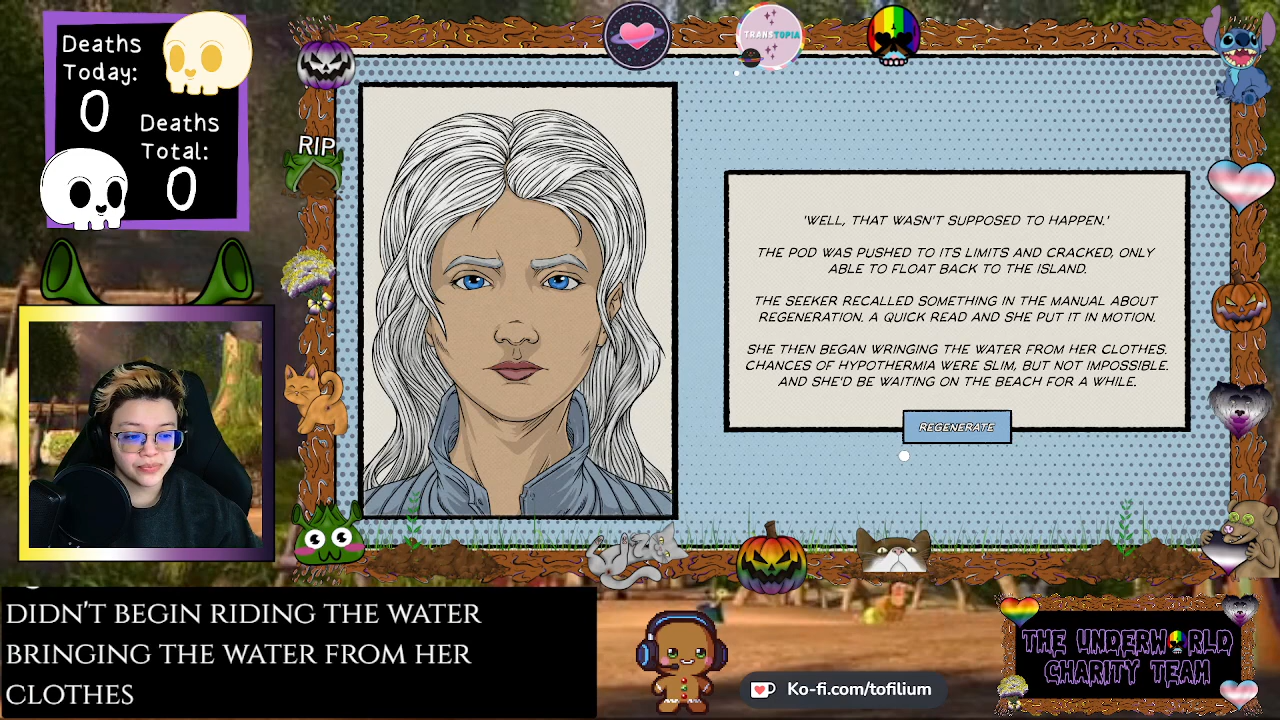 Deaths
Today:
0
Deaths
Total:
0
RIP
TRANSTOPIA
'WELL, THAT WASN'T SUPPOSED TO HAPPEN.'
THE POD WAS PUSHED TO ITS LIMITS AND CRACKED, ONLY
ABLE TO FLOAT BACK TO THE ISLAND.
THE SEEKER RECALLED SOMETHING IN THE MANUAL ABOUT
REGENERATION. A QUICK READ AND SHE PUT IT IN MOTION.
SHE THEN BEGAN WRINGING THE WATER FROM HER CLOTHES.
CHANCES OF HYPOTHERMIA WERE SLIM, BUT NOT IMPOSSIBLE.
AND SHE'D BE WAITING ON THE BEACH FOR A WHILE.
REGENERATE
DIDN'T BEGIN RIDING THE WATER
BRINGING THE WATER FROM HER
CLOTHES
Ko-fi.com/tofilium
THE UNDERWORLD
CHARITY TEAM